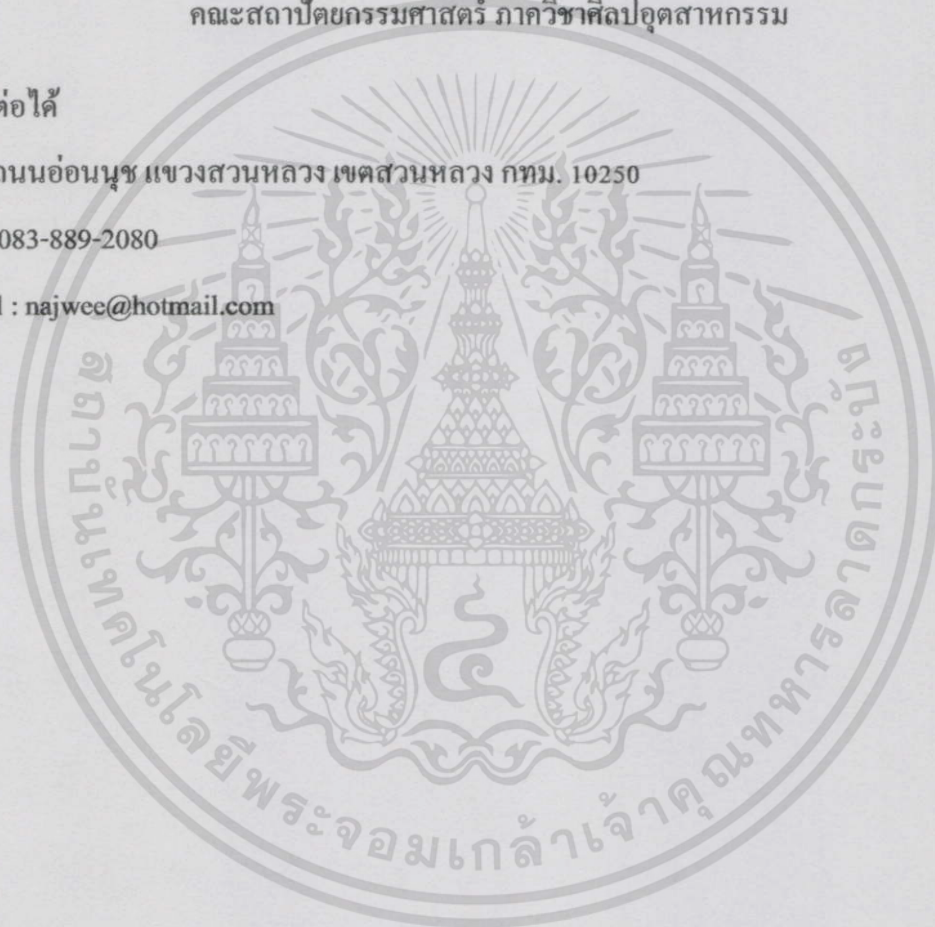 คณะสถาปัตยกรรมศาสตร์ ภาควิชาศิลปอุตสาหกรรม
ต่อได้
ถนนอ่อนนุช แขวงสวนหลวง เขตสวนหลวง กทม. 10250
083-889-2080
l : najwee@hotmail.com
สถาบันเทคโนโลยีพระจอมเกล้าเจ้าคุณทหารลาดกระบัง
๔